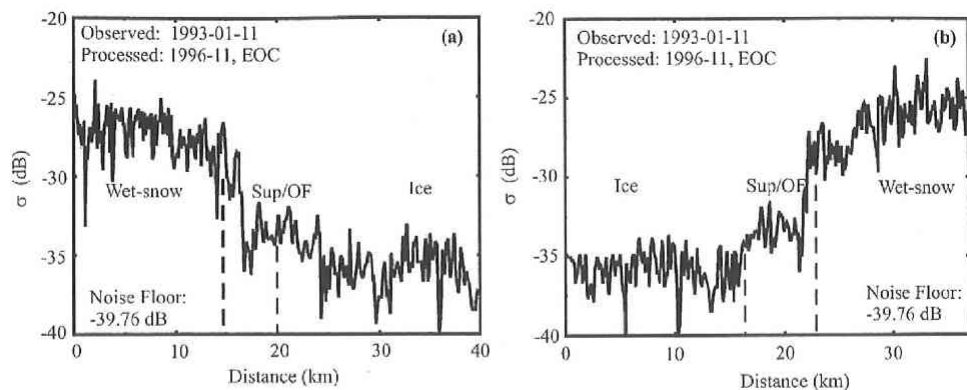 -20
-25
-30
-35
-40
σ (dB)
Observed: 1993-01-11
Processed: 1996-11, EOC
(a)
Wet-snow
Sup/OF
Ice
Noise Floor:
-39.76 dB
0 10 20 30 40
Distance (km)
-20
-25
-30
-35
-40
σ (dB)
Observed: 1993-01-11
Processed: 1996-11, EOC
(b)
Ice
Sup/OF
Wet-snow
Noise Floor:
-39.76 dB
0 10 20 30
Distance (km)